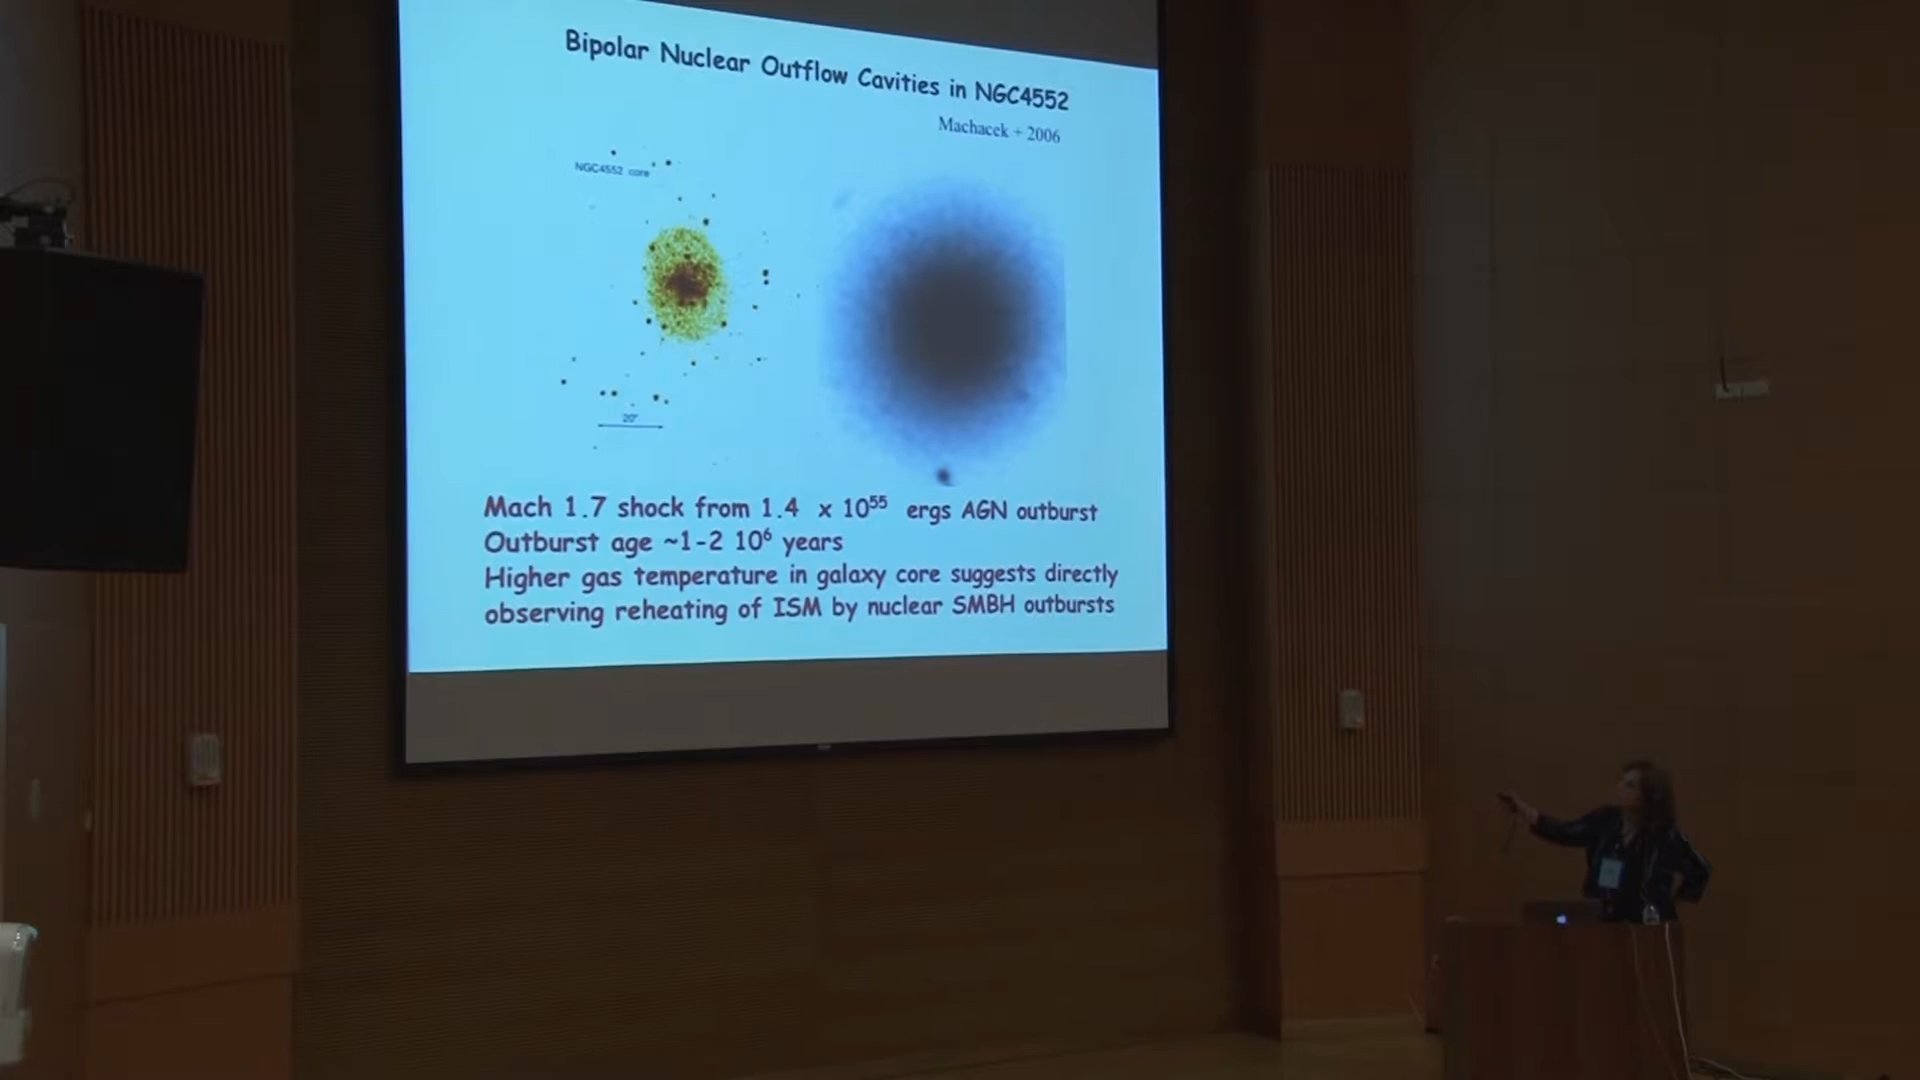 Bipolar Nuclear Outflow Cavities in NGC4552
Machacek + 2006
NGC4552 core
20"
Mach 1.7 shock from 1.4 x 10⁵⁵ ergs AGN outburst
Outburst age ~1-2 10⁶ years
Higher gas temperature in galaxy core suggests directly
observing reheating of ISM by nuclear SMBH outbursts